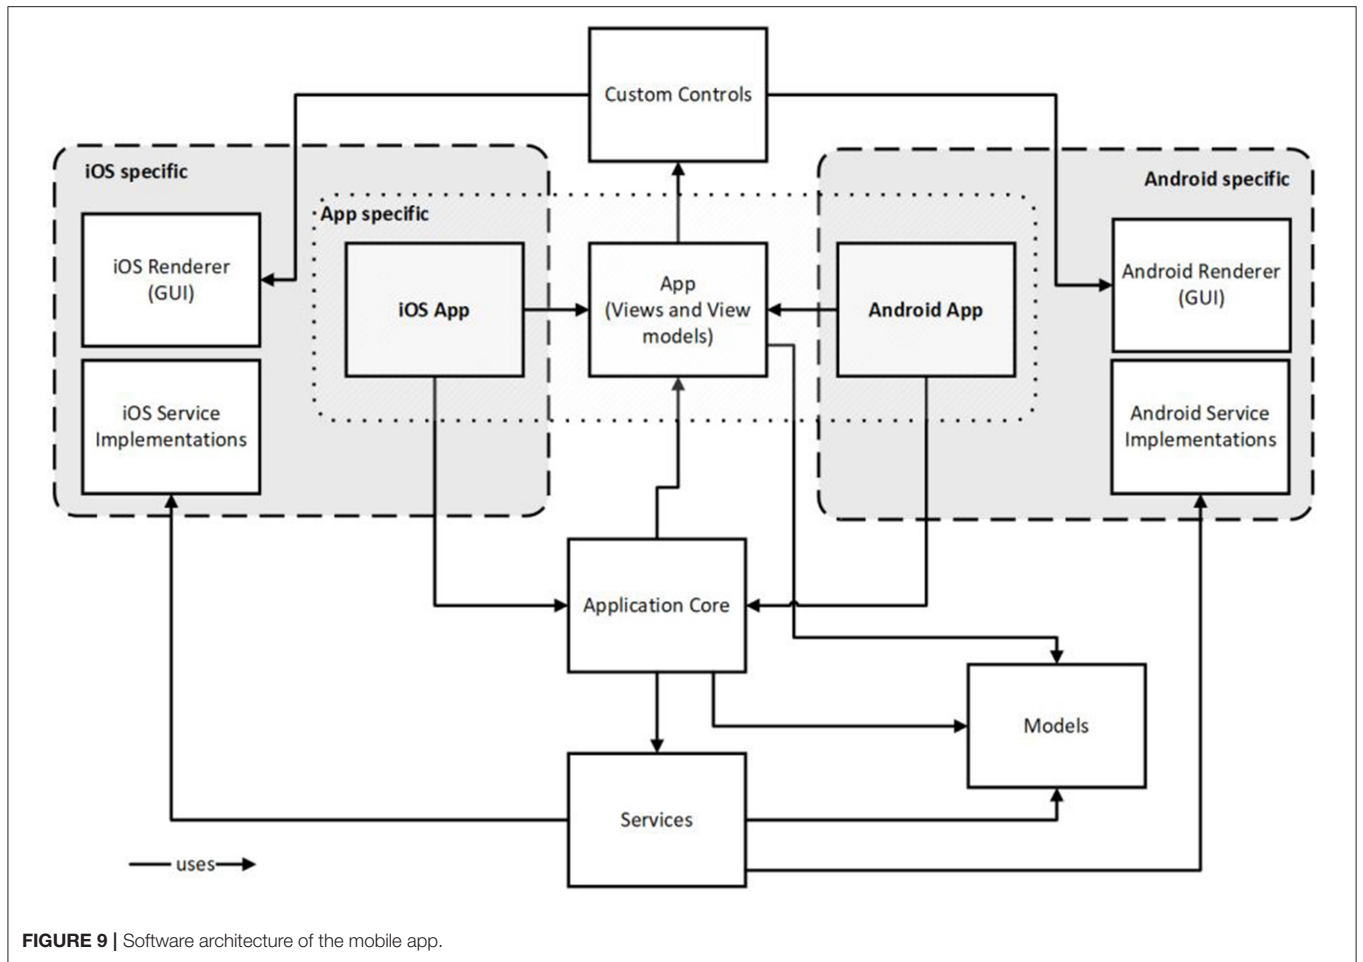 Custom Controls
iOS specific
Android specific
App specific
iOS Renderer
(GUI)
iOS App
App
(Views and View
models)
Android App
Android Renderer
(GUI)
iOS Service
Implementations
Android Service
Implementations
Application Core
Models
Services
uses
FIGURE 9 | Software architecture of the mobile app.